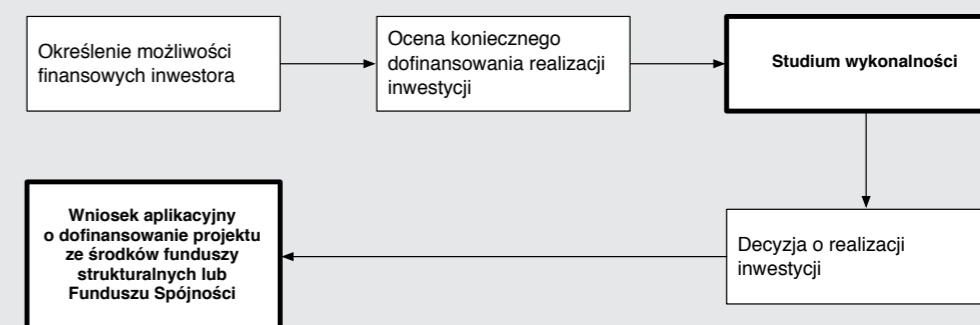 Określenie możliwości
finansowych inwestora
Ocena koniecznego
dofinansowania realizacji
inwestycji
Studium wykonalności
Decyzja o realizacji
inwestycji
Wniosek aplikacyjny
o dofinansowanie projektu
ze środków funduszy
strukturalnych lub
Funduszu Spójności